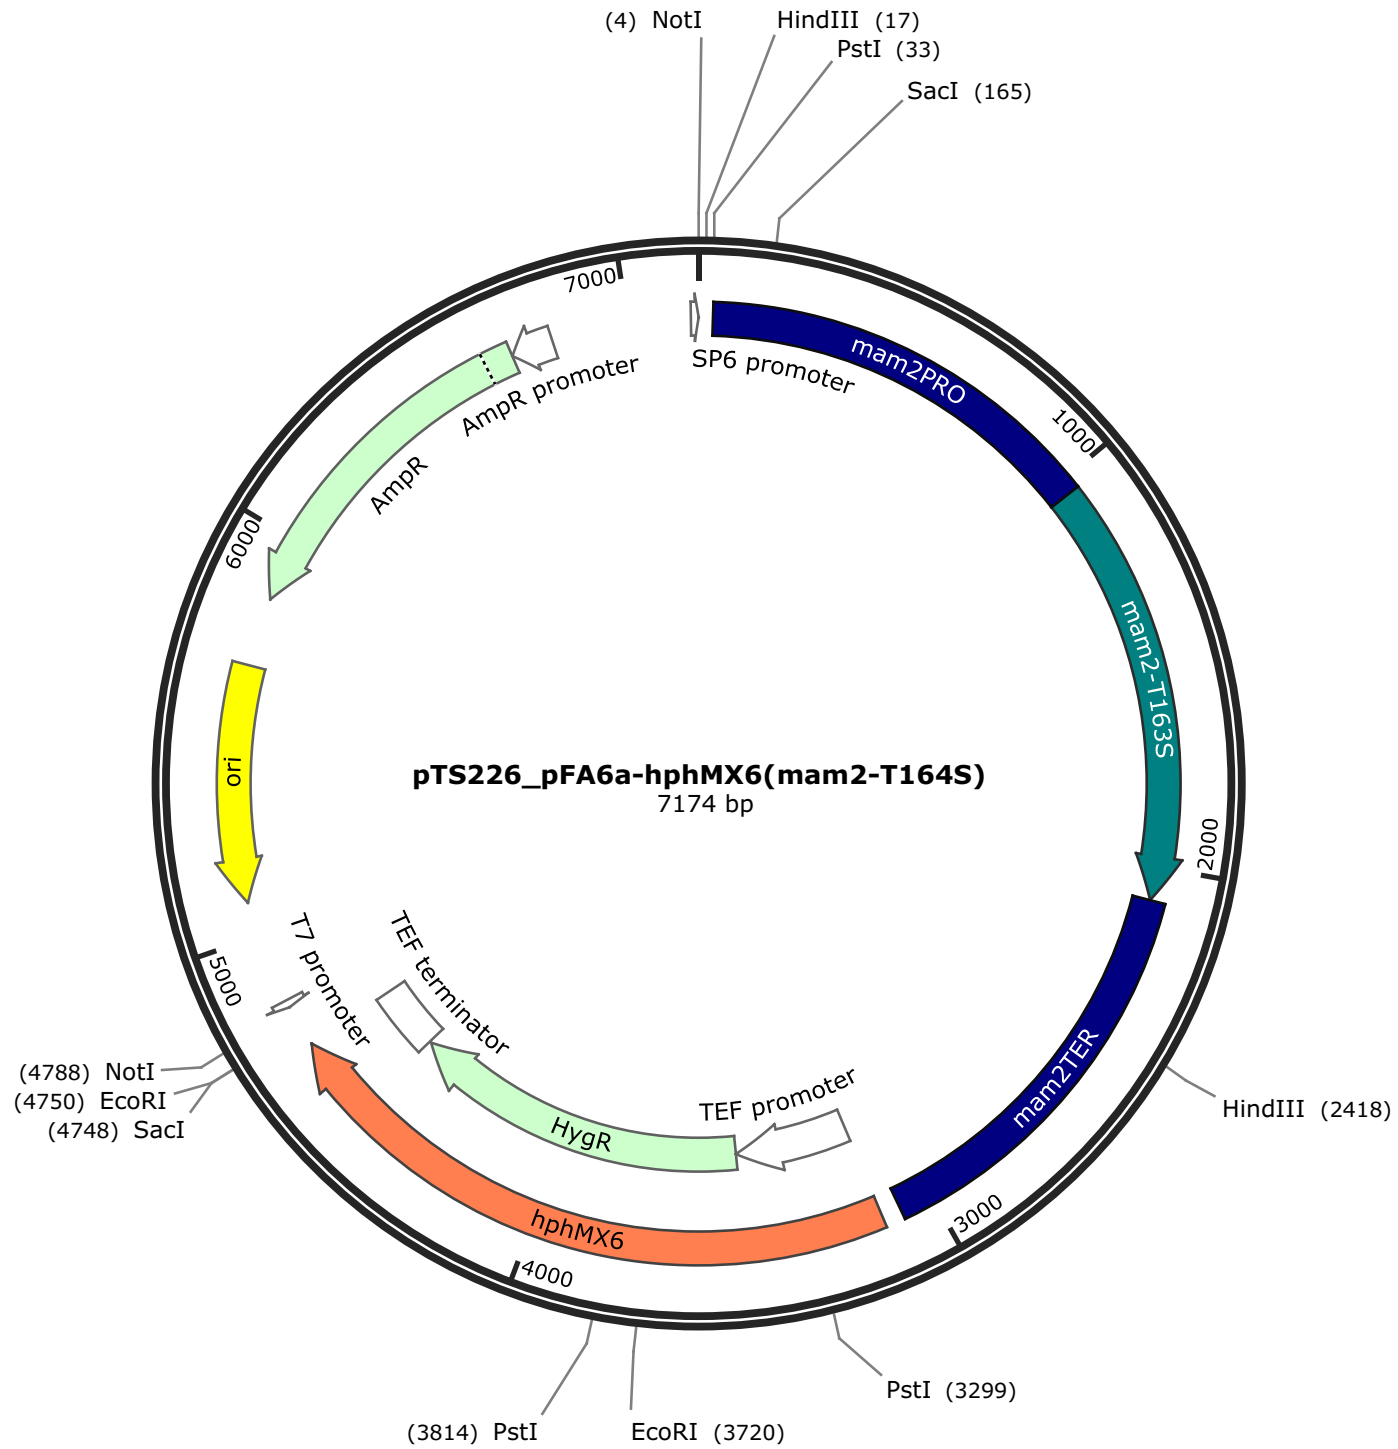 (4) NotI
HindIII (17)
PstI (33)
SacI (165)
7000
SP6 promoter
mam2PRO
AmpR promoter
1000
AmpR
6000
mam2-T163S
ori
pTS226_pFA6a-hphMX6(mam2-T164S)
7174 bp
2000
T7 promoter
TEF terminator
5000
(4788) NotI
(4750) EcoRI
(4748) SacI
TEF promoter
mam2TER
HindIII (2418)
HygR
hphMX6
3000
4000
PstI (3299)
(3814) PstI
EcoRI (3720)